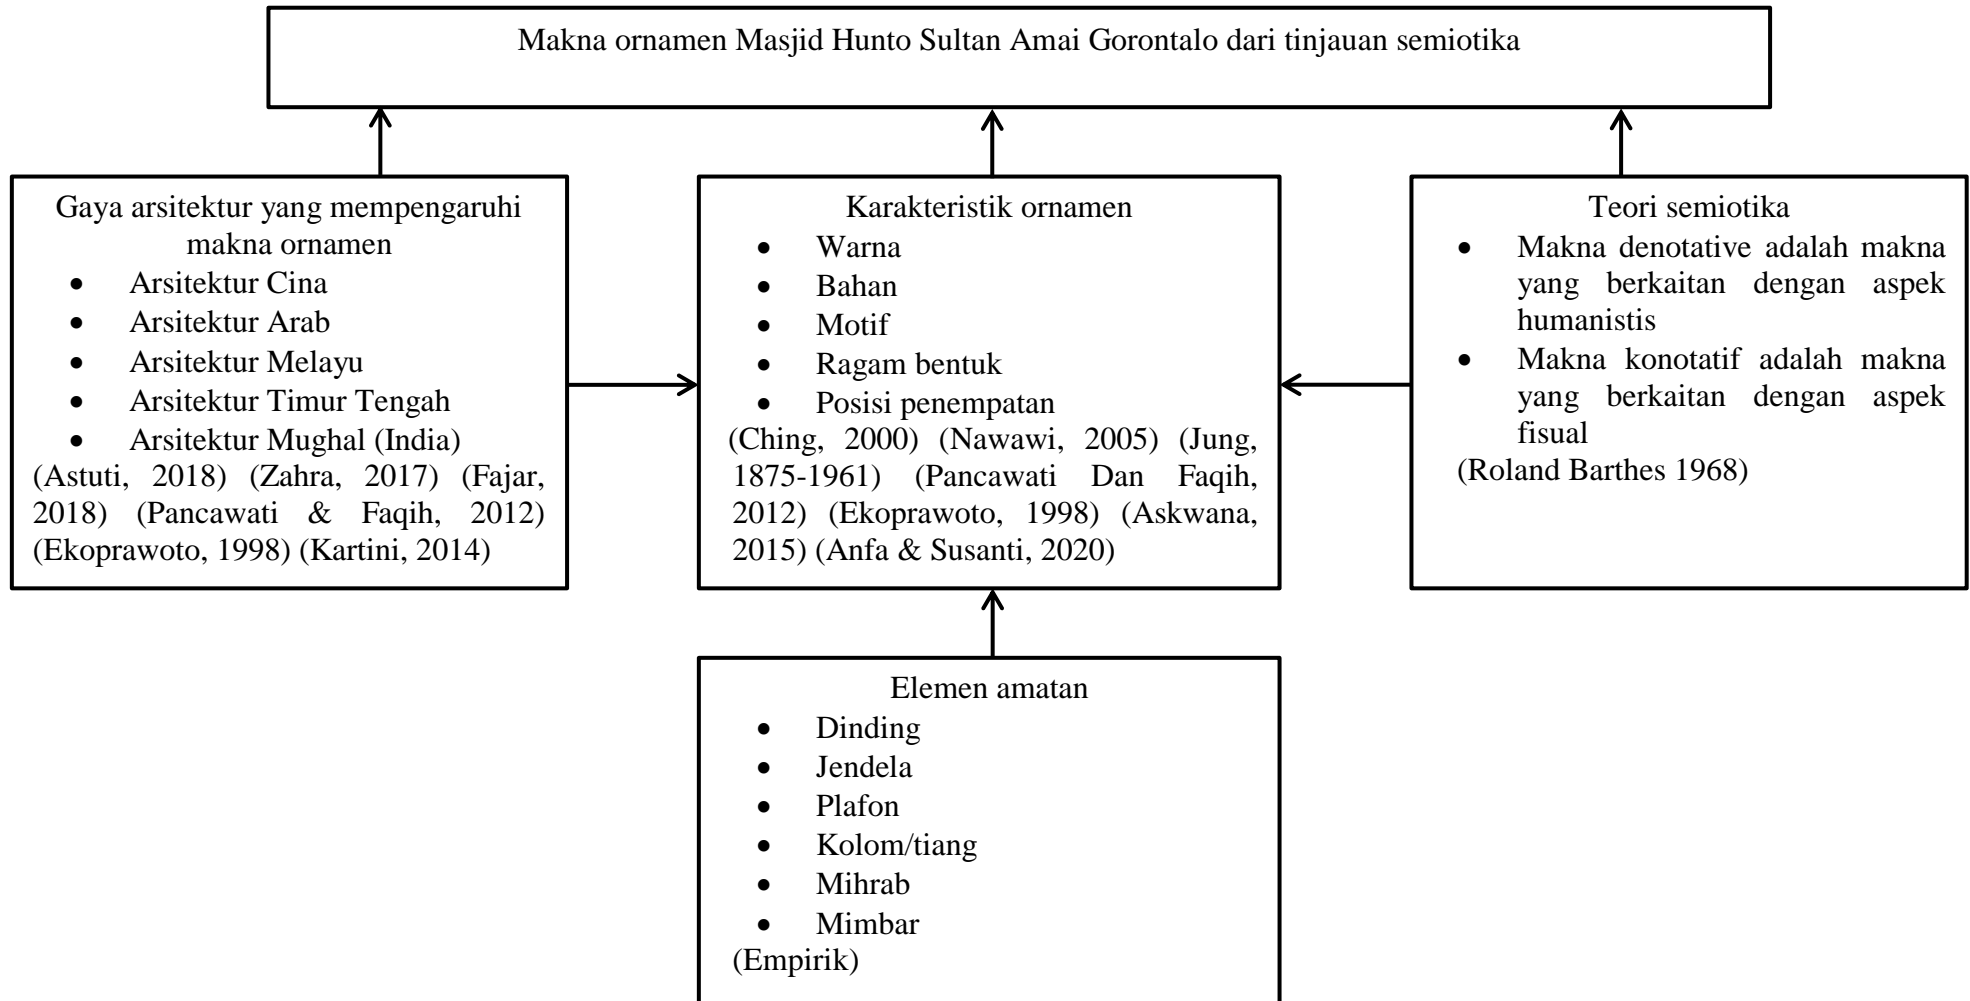 Makna ornamen Masjid Hunto Sultan Amai Gorontalo dari tinjauan semiotika
Gaya arsitektur yang mempengaruhi
makna ornamen
• Arsitektur Cina
• Arsitektur Arab
• Arsitektur Melayu
• Arsitektur Timur Tengah
• Arsitektur Mughal (India)
(Astuti, 2018) (Zahra, 2017) (Fajar,
2018) (Pancawati & Faqih, 2012)
(Ekoprawoto, 1998) (Kartini, 2014)
Karakteristik ornamen
• Warna
• Bahan
• Motif
• Ragam bentuk
• Posisi penempatan
(Ching, 2000) (Nawawi, 2005) (Jung,
1875-1961) (Pancawati Dan Faqih,
2012) (Ekoprawoto, 1998) (Askwana,
2015) (Anfa & Susanti, 2020)
Teori semiotika
• Makna denotative adalah makna
yang berkaitan dengan aspek
humanistis
• Makna konotatif adalah makna
yang berkaitan dengan aspek
fisual
(Roland Barthes 1968)
Elemen amatan
• Dinding
• Jendela
• Plafon
• Kolom/tiang
• Mihrab
• Mimbar
(Empirik)